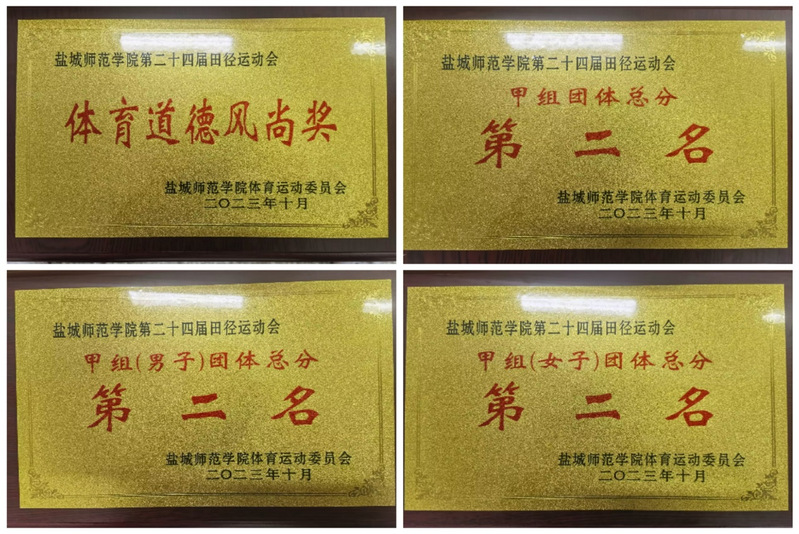 盐城师范学院第二十四届田径运动会
体育道德风尚奖
盐城师范学院体育运动委员会
二〇二三年十月
盐城师范学院第二十四届田径运动会
甲组团体总分
第二名
盐城师范学院体育运动委员会
二〇二三年十月
盐城师范学院第二十四届田径运动会
甲组(男子)团体总分
第二名
盐城师范学院体育运动委员会
二〇二三年十月
盐城师范学院第二十四届田径运动会
甲组(女子)团体总分
第二名
盐城师范学院体育运动委员会
二〇二三年十月